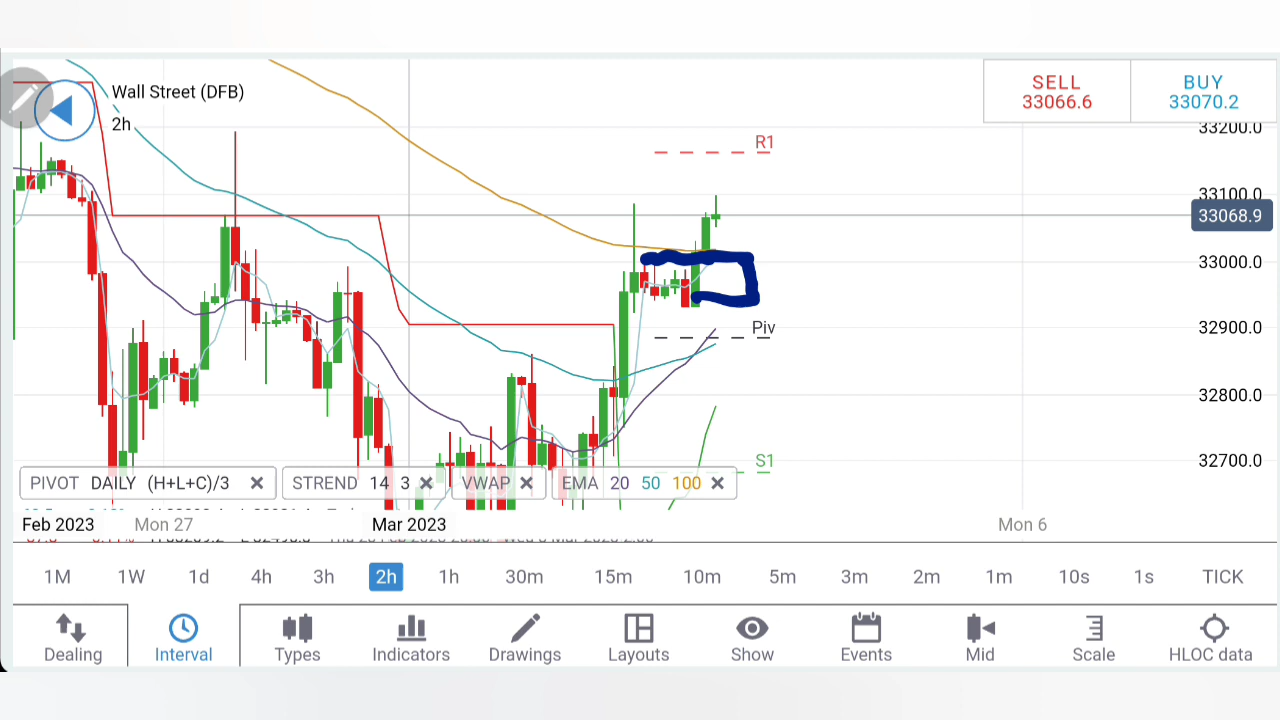 Wall Street (DFB)
2h
SELL
33066.6
BUY
33070.2
33200.0
R1
33100.0
33068.9
33000.0
Piv
32900.0
32800.0
S1
32700.0
PIVOT DAILY (H+L+C)/3
STREND 14 3
VWAP
EMA 20 50 100
Feb 2023
Mon 27
Mar 2023
Mon 6
1M 1W 1d 4h 3h 2h 1h 30m 15m 10m 5m 3m 2m 1m 10s 1s TICK
Dealing Interval Types Indicators Drawings Layouts Show Events Mid Scale HLOC data